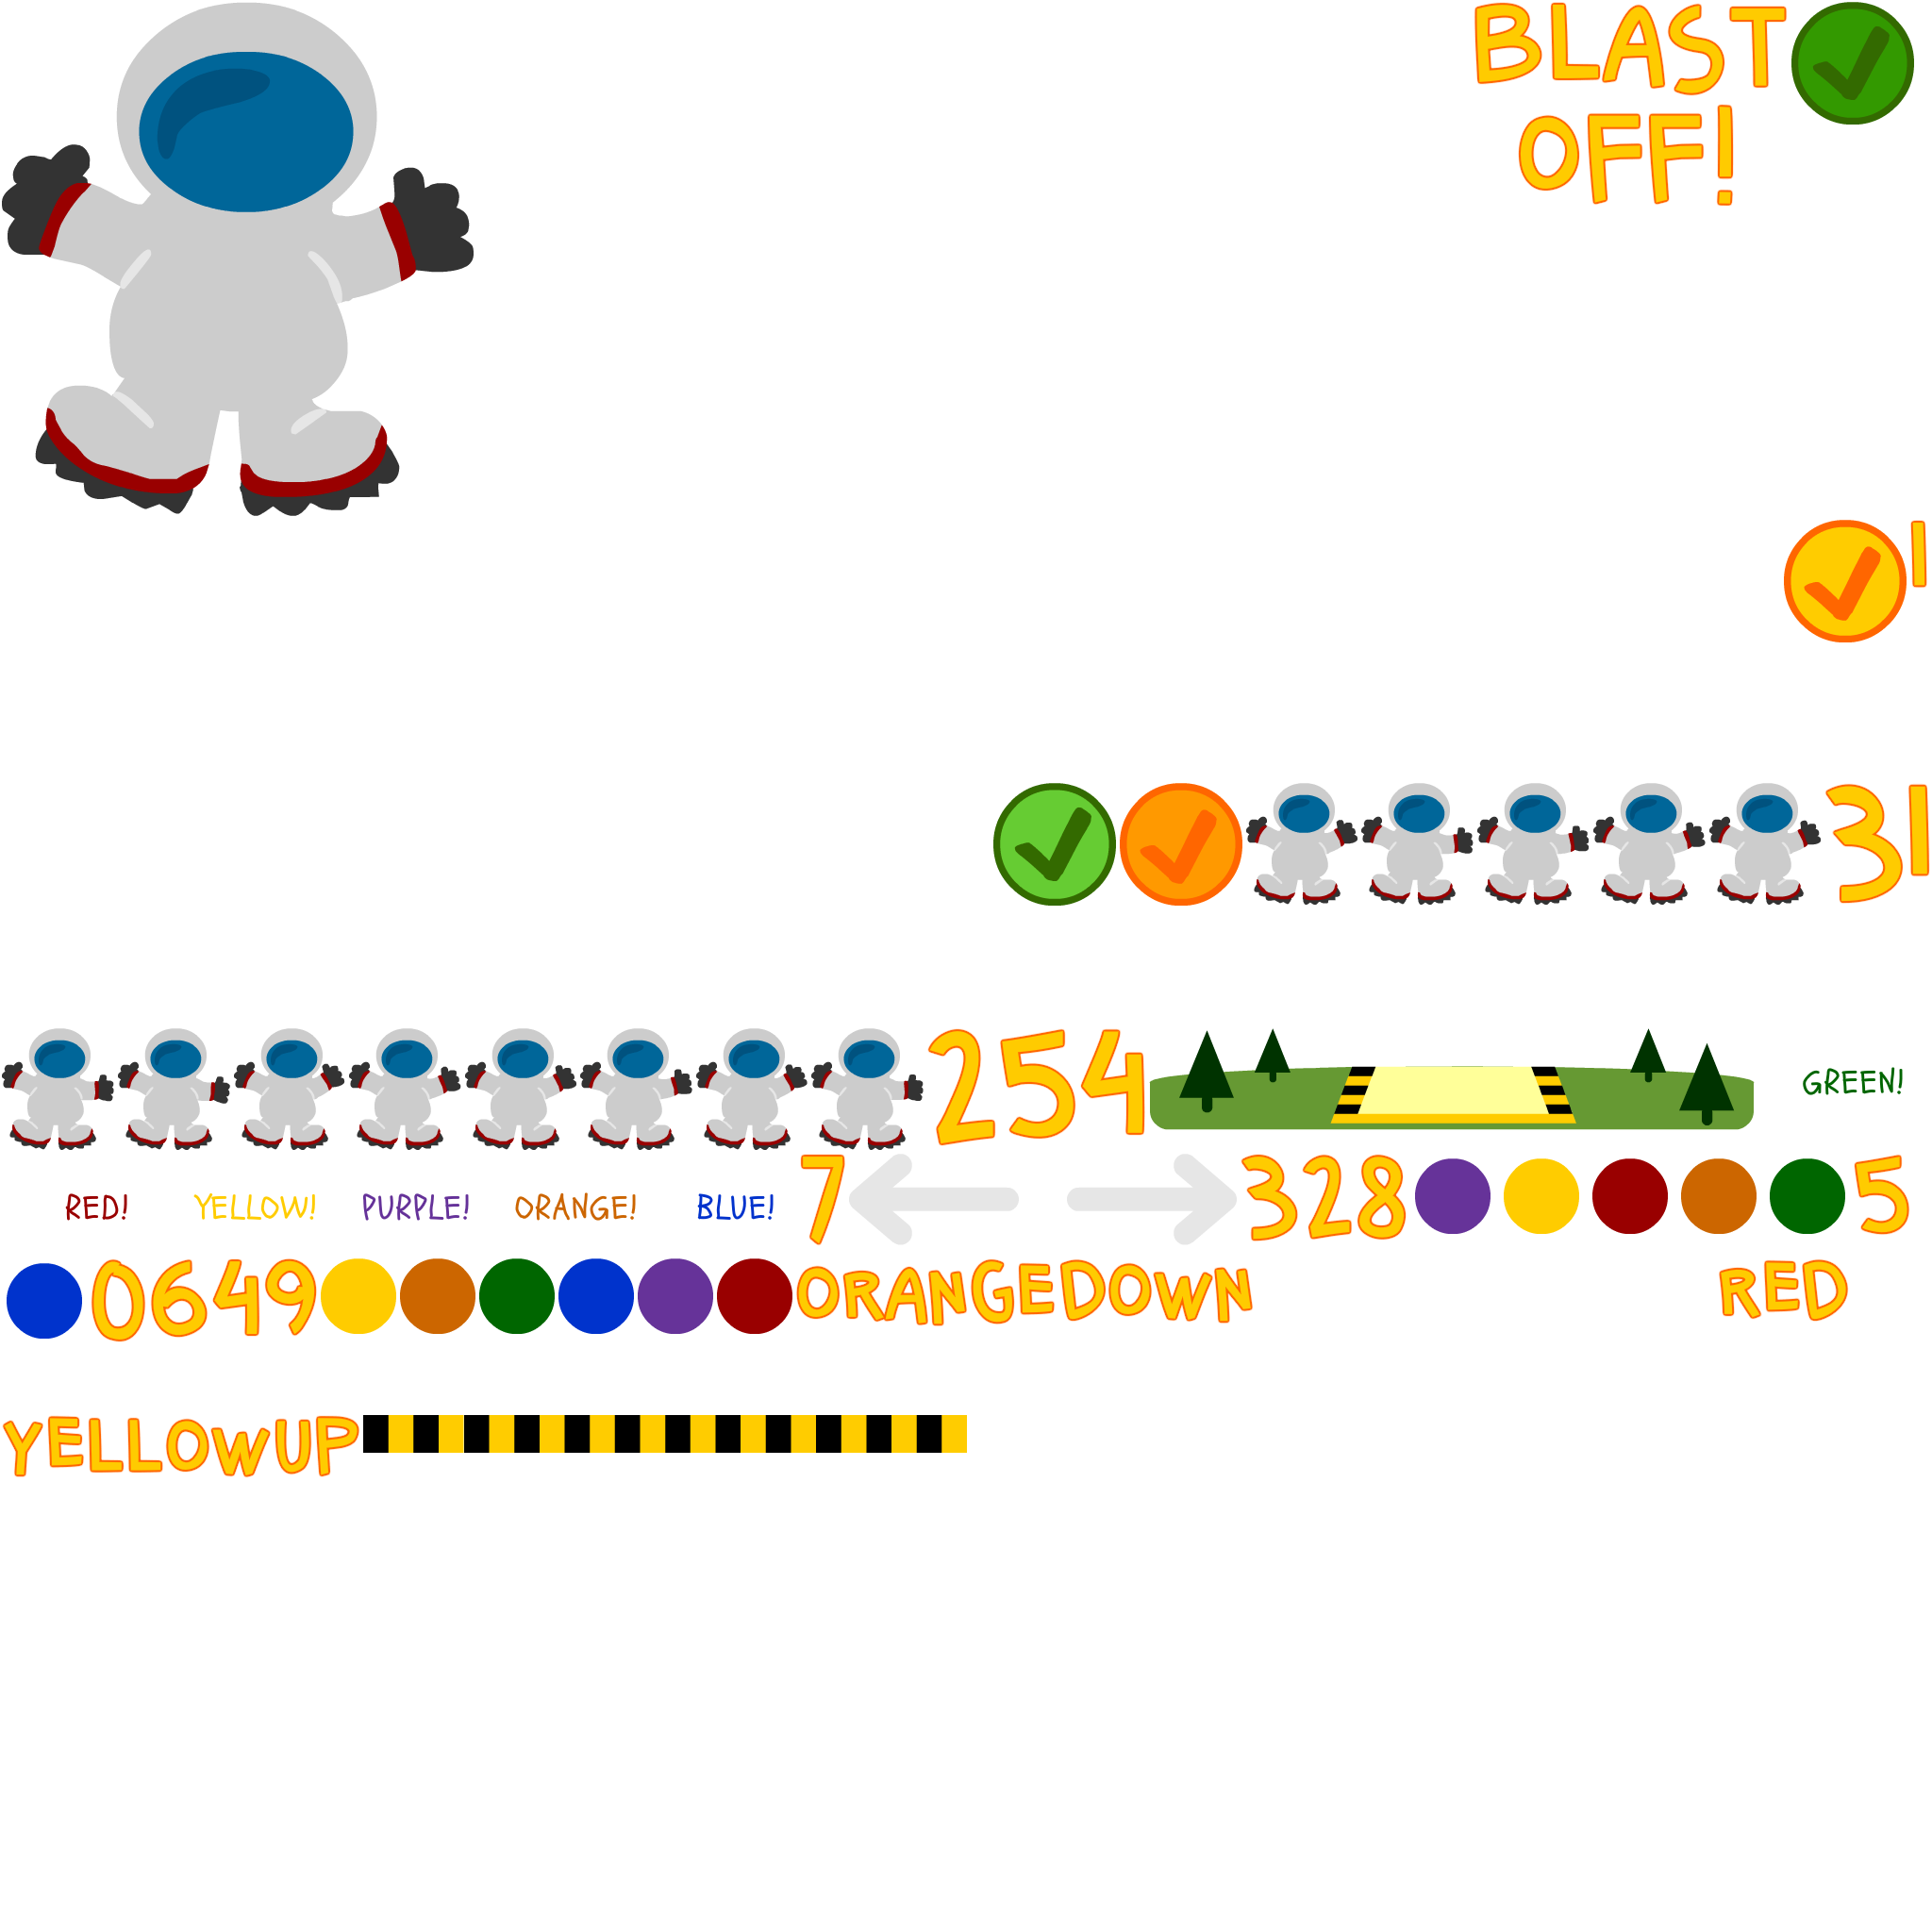 BLAST
OFF!
1
31
254
GREEN!
RED! YELLOW! PURPLE! ORANGE! BLUE! 7 328 5
0649 ORANGEDOWN RED
YELLOWUP